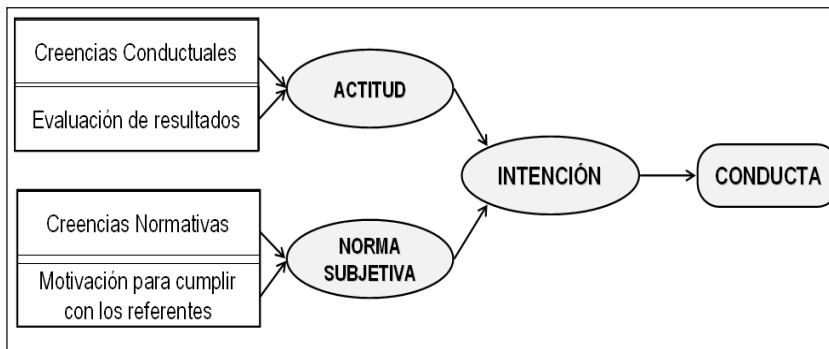 Creencias Conductuales
Evaluación de resultados
ACTITUD
INTENCIÓN
CONDUCTA
Creencias Normativas
Motivación para cumplir
con los referentes
NORMA
SUBJETIVA